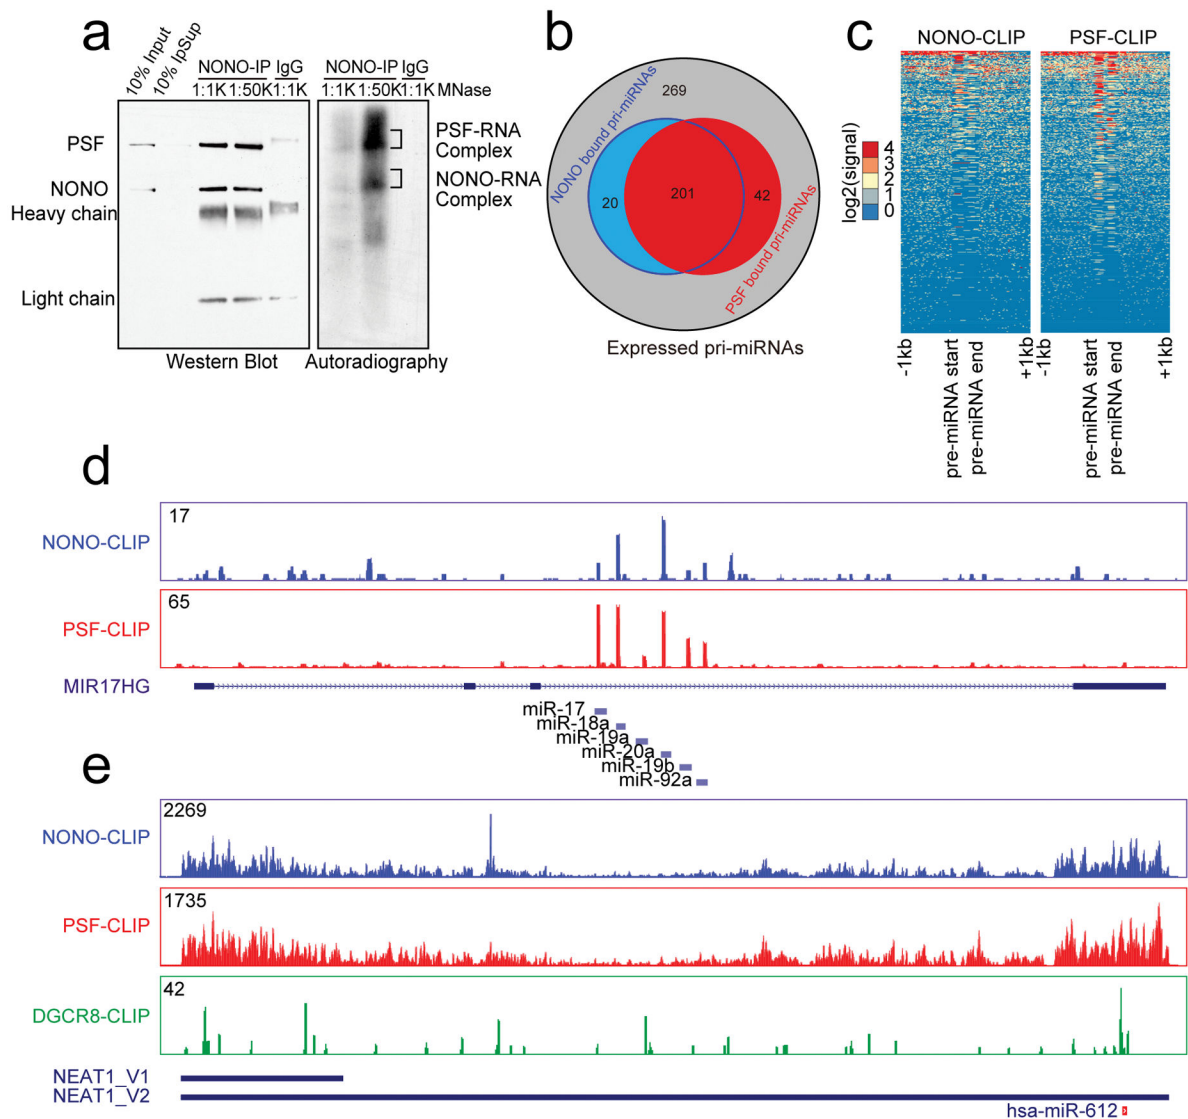 a
10% Input
10% IpSup
NONO-IP IgG
1:1K 1:50K 1:1K
NONO-IP IgG
1:1K 1:50K 1:1K MNase
PSF
NONO
Heavy chain
Light chain
PSF-RNA
Complex
NONO-RNA
Complex
Western Blot
Autoradiography
b
NONO bound pri-miRNAs
269
20
201
42
PSF bound pri-miRNAs
Expressed pri-miRNAs
c
NONO-CLIP
PSF-CLIP
log2(signal)
4
3
2
1
0
-1kb
pre-miRNA start
pre-miRNA end
+1kb
-1kb
pre-miRNA start
pre-miRNA end
+1kb
d
NONO-CLIP
17
PSF-CLIP
65
MIR17HG
miR-17
miR-18a
miR-19a
miR-20a
miR-19b
miR-92a
e
NONO-CLIP
2269
PSF-CLIP
1735
DGCR8-CLIP
42
NEAT1_V1
NEAT1_V2
hsa-miR-612